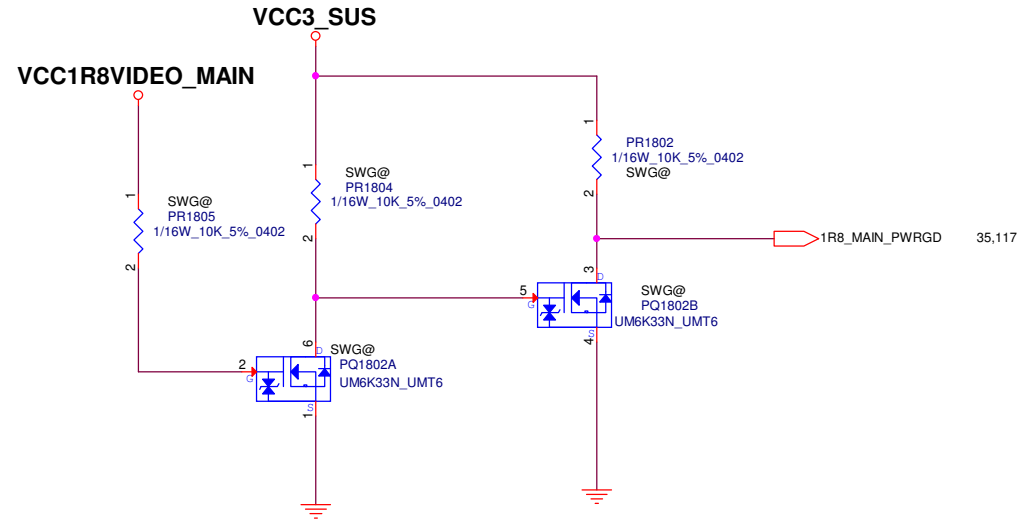 VCC3_SUS
VCC1R8VIDEO_MAIN
1
PR1802
1/16W_10K_5%_0402
SWG@
2
1
SWG@
PR1804
1/16W_10K_5%_0402
2
1
SWG@
PR1805
1/16W_10K_5%_0402
2
1R8_MAIN_PWRGD 35,117
3
D
5
G
SWG@
PQ1802B
UM6K33N_UMT6
S
4
6
D
SWG@
2
G
PQ1802A
UM6K33N_UMT6
S
1